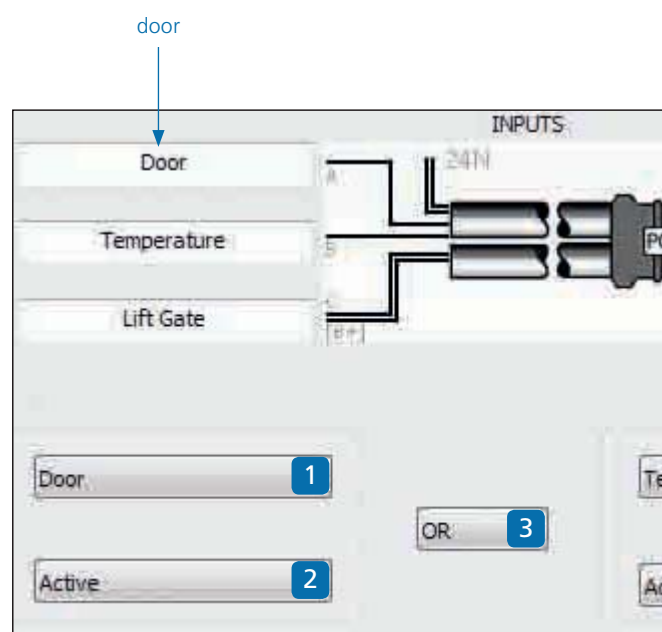 door
INPUTS
Door
A
24N
Temperature
Lift Gate
B+
Door 1
OR 3
Active 2